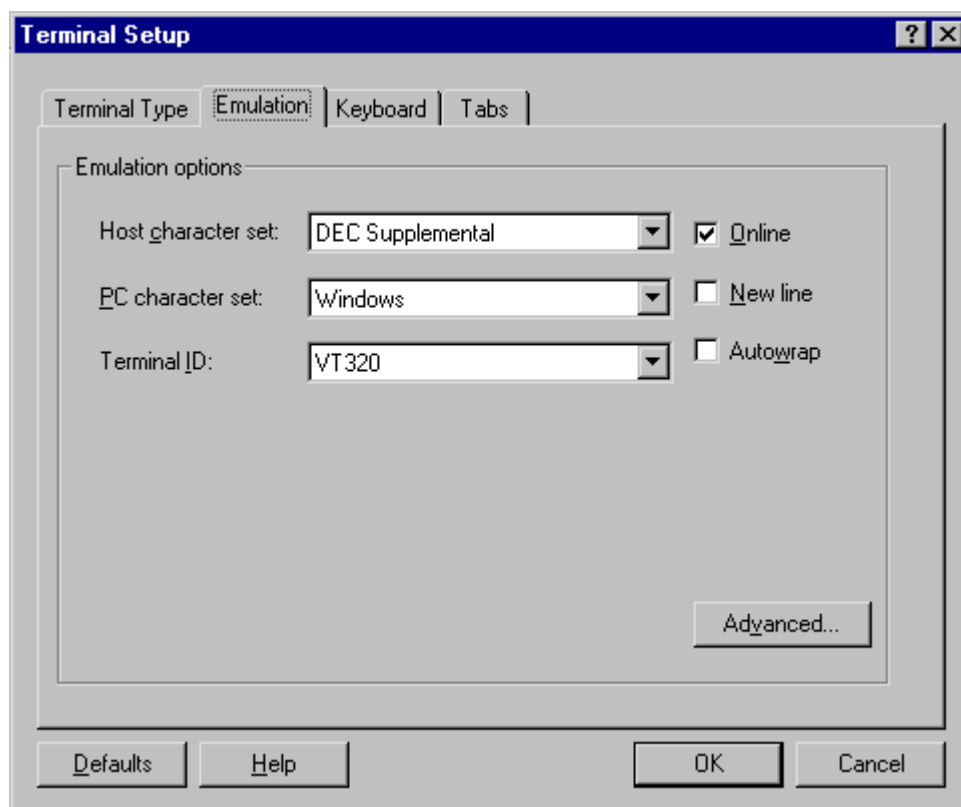 Terminal Setup
Terminal Type Emulation Keyboard Tabs
Emulation options
Host character set: DEC Supplemental Online
PC character set: Windows New line
Terminal ID: VT320 Autowrap
Advanced...
Defaults Help OK Cancel